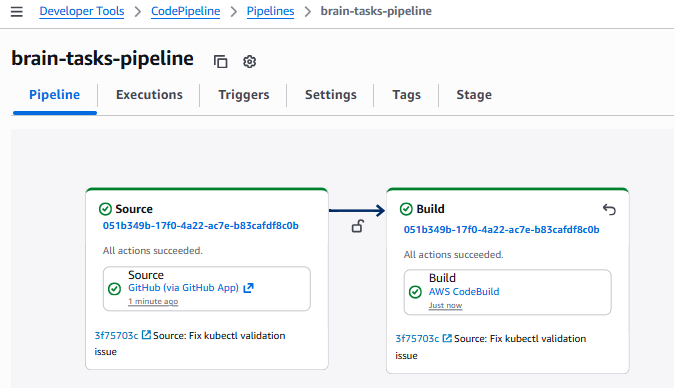 Developer Tools > CodePipeline > Pipelines > brain-tasks-pipeline
brain-tasks-pipeline
Pipeline
Executions
Triggers
Settings
Tags
Stage
Source
051b349b-17f0-4a22-ac7e-b83cafdf8c0b
All actions succeeded.
Source
GitHub (via GitHub App)
1 minute ago
3f75703c Source: Fix kubectl validation
issue
Build
051b349b-17f0-4a22-ac7e-b83cafdf8c0b
All actions succeeded.
Build
AWS CodeBuild
Just now
3f75703c Source: Fix kubectl validation
issue